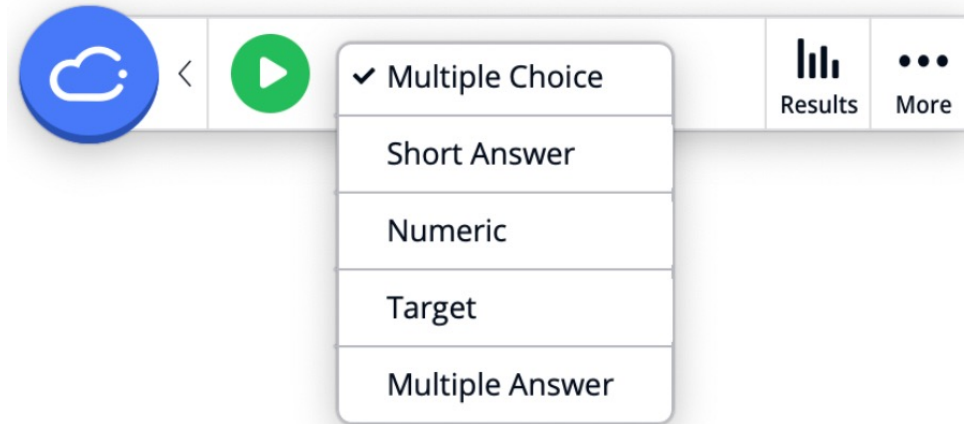 Multiple Choice
Short Answer
Numeric
Target
Multiple Answer
Results
More